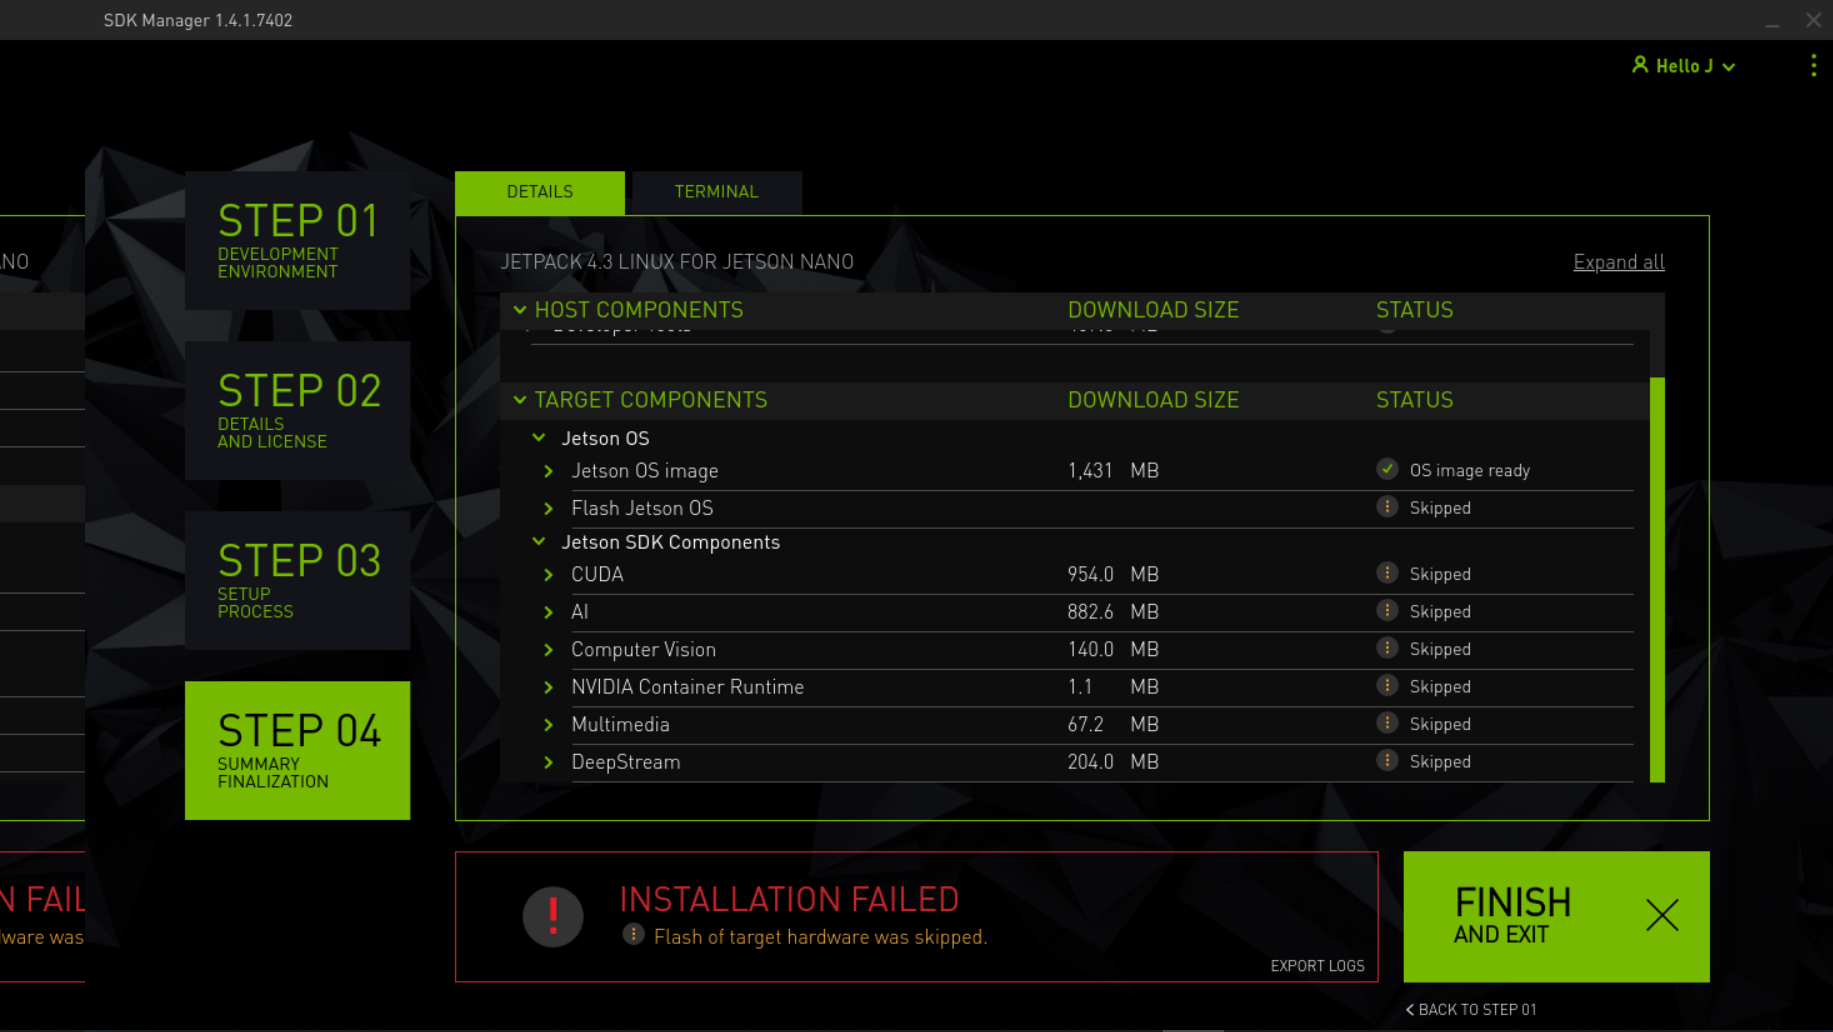 SDK Manager 1.4.1.7402
Hello J
STEP 01
DEVELOPMENT
ENVIRONMENT
STEP 02
DETAILS
AND LICENSE
STEP 03
SETUP
PROCESS
STEP 04
SUMMARY
FINALIZATION
DETAILS TERMINAL
JETPACK 4.3 LINUX FOR JETSON NANO Expand all
HOST COMPONENTS DOWNLOAD SIZE STATUS
TARGET COMPONENTS DOWNLOAD SIZE STATUS
Jetson OS
Jetson OS image 1,431 MB OS image ready
Flash Jetson OS Skipped
Jetson SDK Components
CUDA 954.0 MB Skipped
AI 882.6 MB Skipped
Computer Vision 140.0 MB Skipped
NVIDIA Container Runtime 1.1 MB Skipped
Multimedia 67.2 MB Skipped
DeepStream 204.0 MB Skipped
INSTALLATION FAILED
Flash of target hardware was skipped.
EXPORT LOGS
FINISH
AND EXIT
BACK TO STEP 01